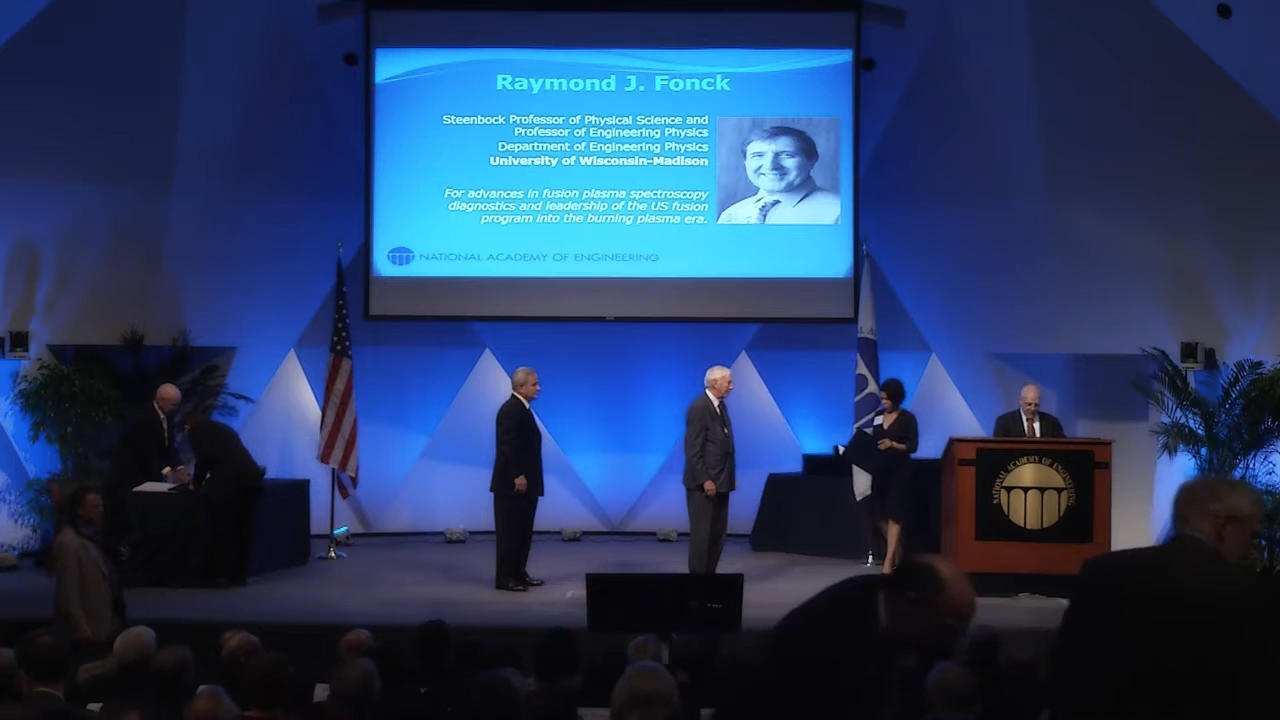 Raymond J. Fonck
Steenbock Professor of Physical Science and
Professor of Engineering Physics
Department of Engineering Physics
University of Wisconsin-Madison
For advances in fusion plasma spectroscopy
diagnostics and leadership of the US fusion
program into the burning plasma era.
NATIONAL ACADEMY OF ENGINEERING
NATIONAL ACADEMY OF ENGINEERING